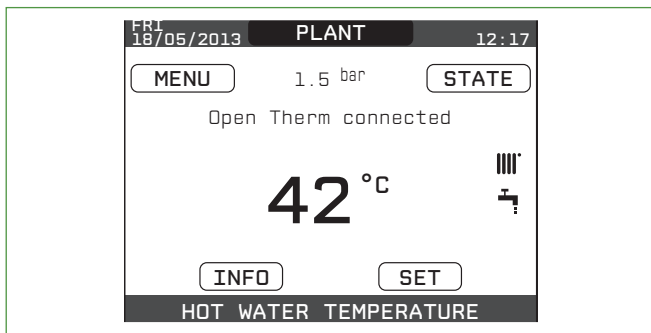 FRI
18/05/2013 PLANT 12:17
MENU 1.5 bar STATE
Open Therm connected
42 °C
INFO SET
HOT WATER TEMPERATURE